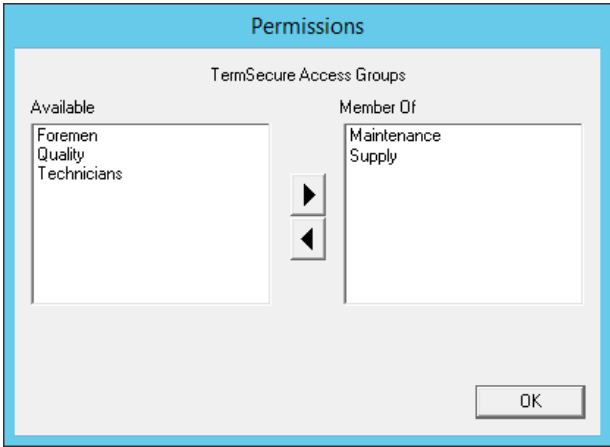 Permissions
TermSecure Access Groups
Available
Member Of
Foremen
Quality
Technicians
Maintenance
Supply
OK